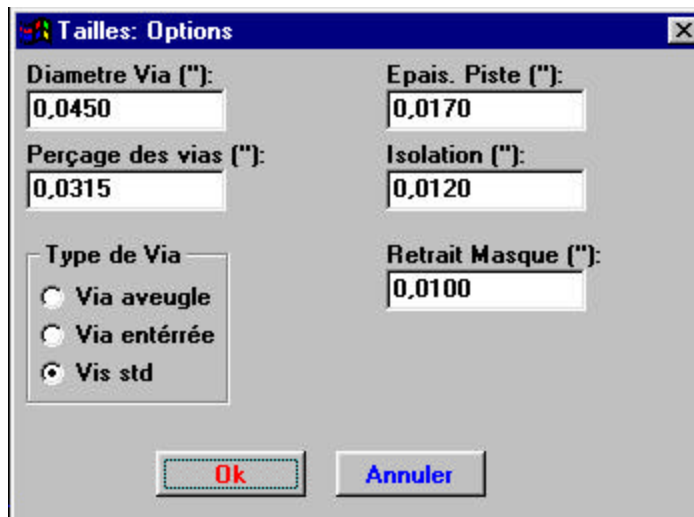 Tailles: Options
Diametre Via ("):
0,0450
Epais. Piste ("):
0,0170
Perçage des vias ("):
0,0315
Isolation ("):
0,0120
Type de Via
Via aveugle
Via entérrée
Vis std
Retrait Masque ("):
0,0100
Ok
Annuler